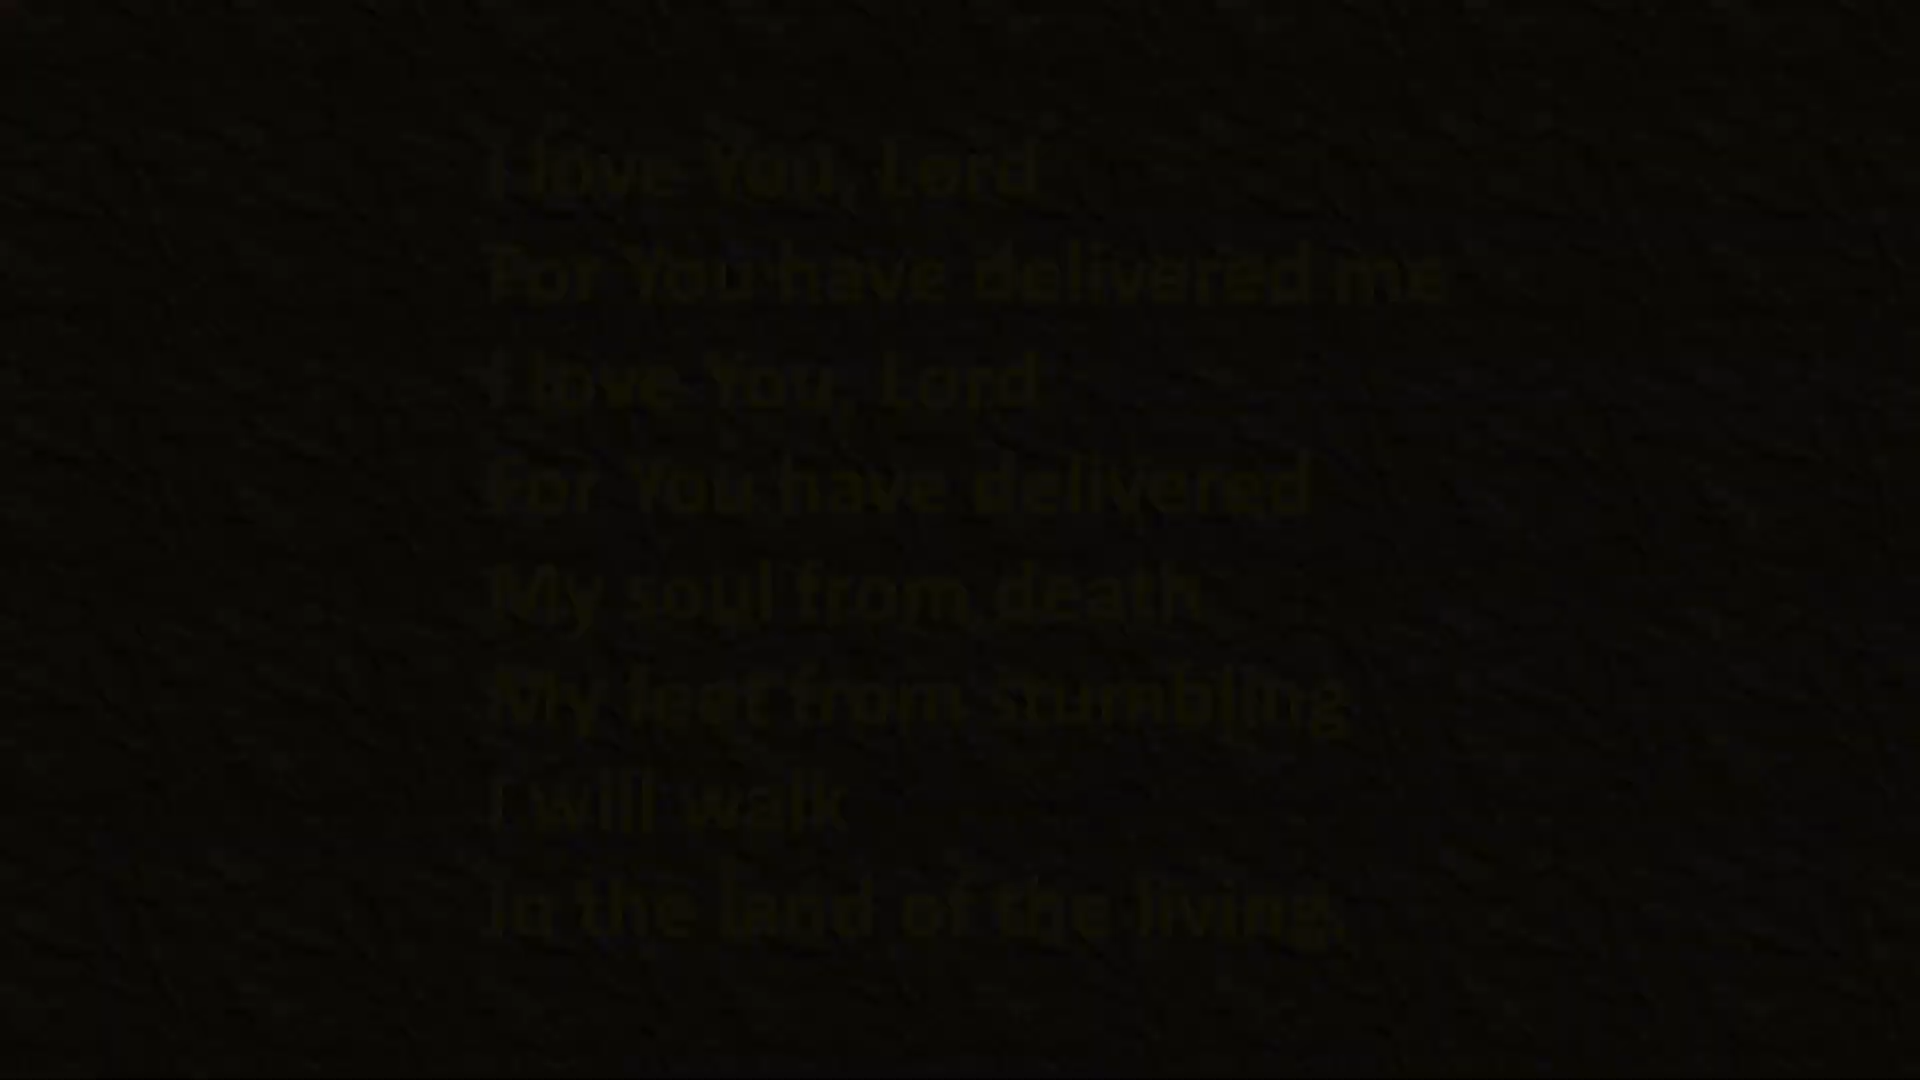 I love You, Lord
For You have delivered me
I love You, Lord
For You have delivered
My soul from death
My feet from stumbling
I will walk
In the land of the living